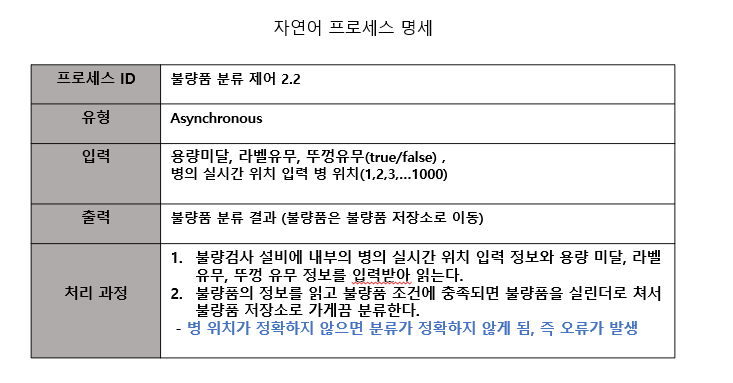 자연어 프로세스 명세
프로세스 ID
불량품 분류 제어 2.2
유형
Asynchronous
입력
용량미달, 라벨유무, 뚜껑유무(true/false) ,
병의 실시간 위치 입력 병 위치(1,2,3,...1000)
출력
불량품 분류 결과 (불량품은 불량품 저장소로 이동)
처리 과정
1. 불량검사 설비에 내부의 병의 실시간 위치 입력 정보와 용량 미달, 라벨
유무, 뚜껑 유무 정보를 입력받아 읽는다.
2. 불량품의 정보를 읽고 불량품 조건에 충족되면 불량품을 실린더로 쳐서
불량품 저장소로 가게끔 분류한다.
- 병 위치가 정확하지 않으면 분류가 정확하지 않게 됨, 즉 오류가 발생